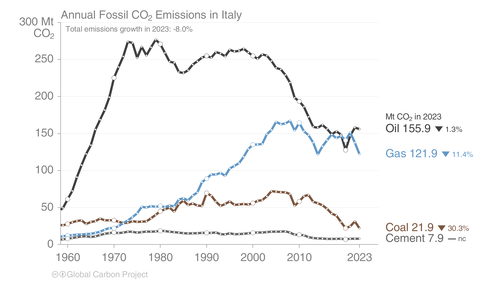 Annual Fossil CO₂ Emissions in Italy
300 Mt
CO₂
Total emissions growth in 2023: -8.0%
250
200
150
100
50
0
1960 1970 1980 1990 2000 2010 2023
Mt CO₂ in 2023
Oil 155.9 ▼ 1.3%
Gas 121.9 ▼ 11.4%
Coal 21.9 ▼ 30.3%
Cement 7.9 — nc
Global Carbon Project